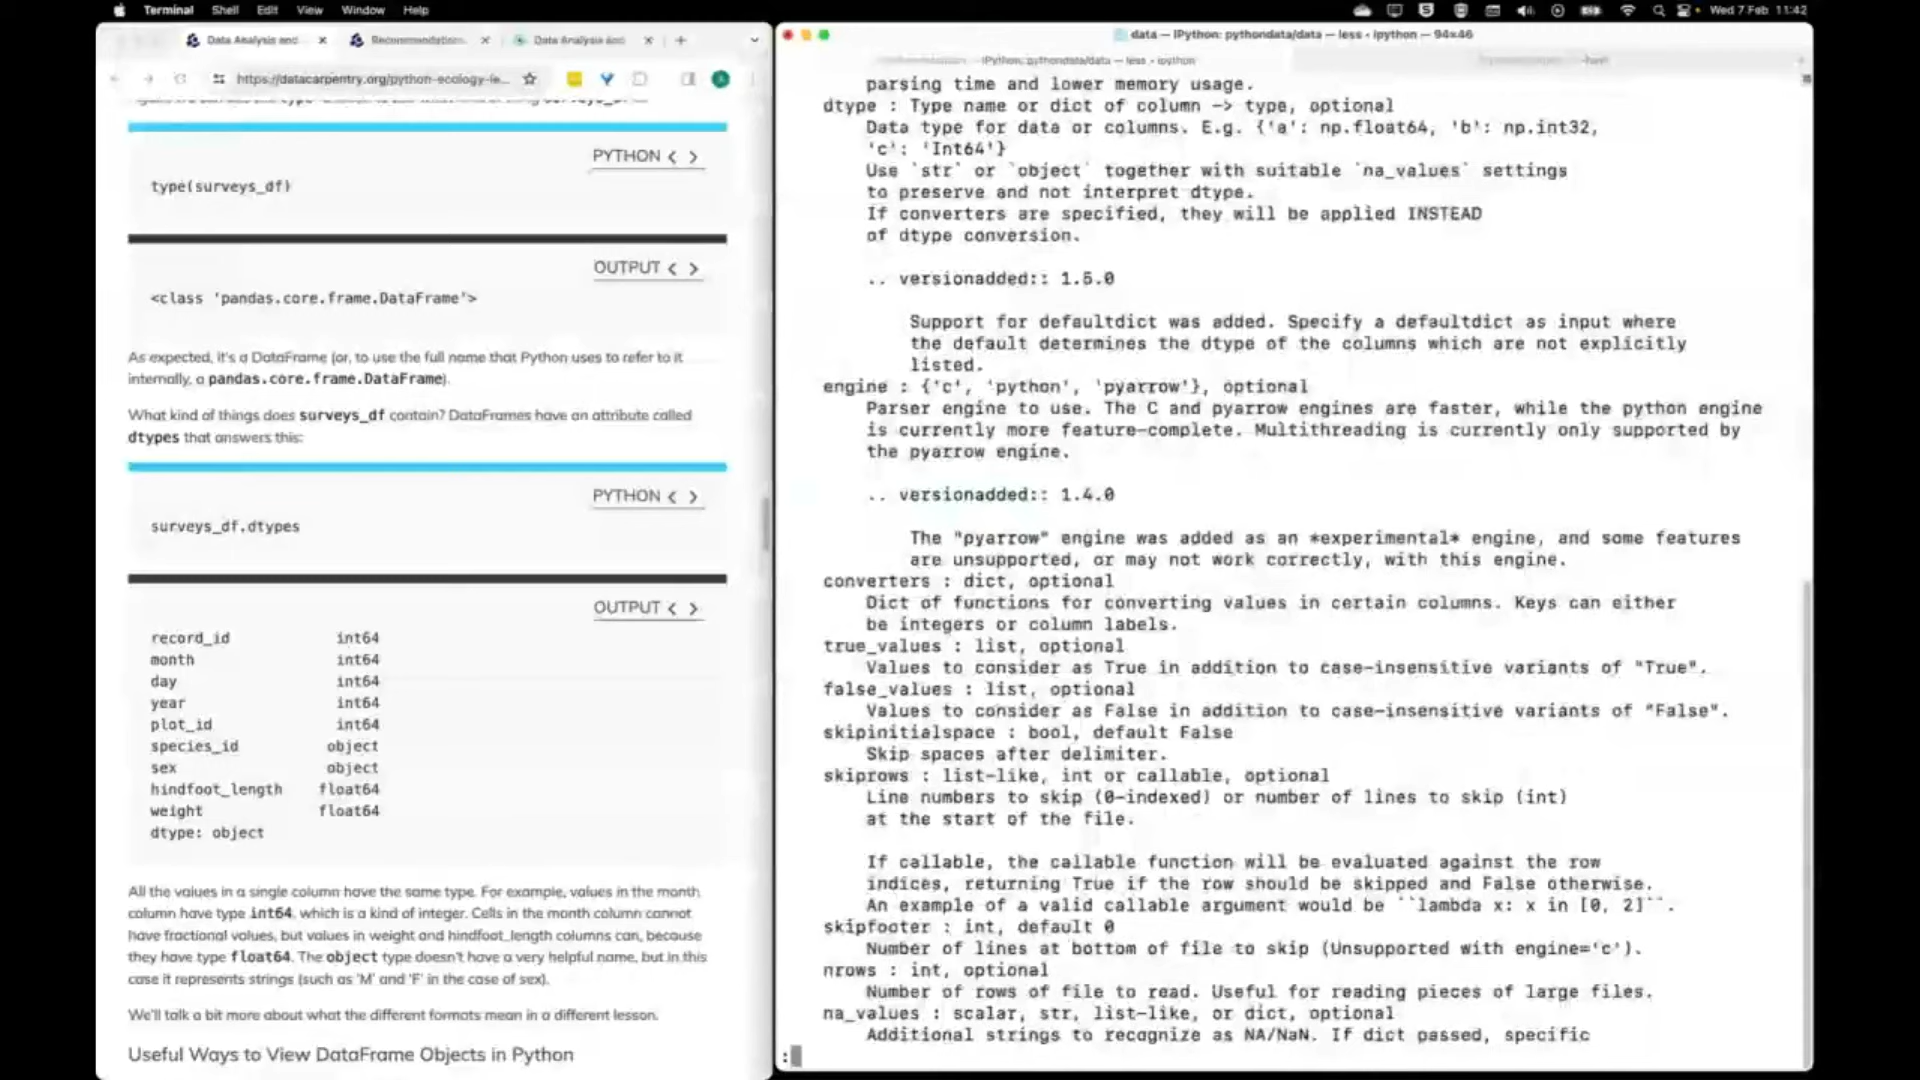 Terminal Shell Edit View Window Help
Wed 7 Feb 11:42
Data Analysis and
Recommendations
Data Analysis and
https://datacarpentry.org/python-ecology-le...
PYTHON < >
type(surveys_df)
OUTPUT < >
<class 'pandas.core.frame.DataFrame'>
As expected, it's a DataFrame (or, to use the full name that Python uses to refer to it
internally, a pandas.core.frame.DataFrame).
What kind of things does surveys_df contain? DataFrames have an attribute called
dtypes that answers this:
PYTHON < >
surveys_df.dtypes
OUTPUT < >
record_id int64
month int64
day int64
year int64
plot_id int64
species_id object
sex object
hindfoot_length float64
weight float64
dtype: object
All the values in a single column have the same type. For example, values in the month
column have type int64, which is a kind of integer. Cells in the month column cannot
have fractional values, but values in weight and hindfoot_length columns can, because
they have type float64. The object type doesn't have a very helpful name, but in this
case it represents strings (such as 'M' and 'F' in the case of sex).
We'll talk a bit more about what the different formats mean in a different lesson.
Useful Ways to View DataFrame Objects in Python
data — IPython: pythondata/data — less ‹ ipython — 94×46
IPython: pythondata/data — less ‹ ipython
parsing time and lower memory usage.
dtype : Type name or dict of column -> type, optional
Data type for data or columns. E.g. {'a': np.float64, 'b': np.int32,
'c': 'Int64'}
Use `str` or `object` together with suitable `na_values` settings
to preserve and not interpret dtype.
If converters are specified, they will be applied INSTEAD
of dtype conversion.
.. versionadded:: 1.5.0
Support for defaultdict was added. Specify a defaultdict as input where
the default determines the dtype of the columns which are not explicitly
listed.
engine : {'c', 'python', 'pyarrow'}, optional
Parser engine to use. The C and pyarrow engines are faster, while the python engine
is currently more feature-complete. Multithreading is currently only supported by
the pyarrow engine.
.. versionadded:: 1.4.0
The "pyarrow" engine was added as an *experimental* engine, and some features
are unsupported, or may not work correctly, with this engine.
converters : dict, optional
Dict of functions for converting values in certain columns. Keys can either
be integers or column labels.
true_values : list, optional
Values to consider as True in addition to case-insensitive variants of "True".
false_values : list, optional
Values to consider as False in addition to case-insensitive variants of "False".
skipinitialspace : bool, default False
Skip spaces after delimiter.
skiprows : list-like, int or callable, optional
Line numbers to skip (0-indexed) or number of lines to skip (int)
at the start of the file.
If callable, the callable function will be evaluated against the row
indices, returning True if the row should be skipped and False otherwise.
An example of a valid callable argument would be ``lambda x: x in [0, 2]``.
skipfooter : int, default 0
Number of lines at bottom of file to skip (Unsupported with engine='c').
nrows : int, optional
Number of rows of file to read. Useful for reading pieces of large files.
na_values : scalar, str, list-like, or dict, optional
Additional strings to recognize as NA/NaN. If dict passed, specific
: